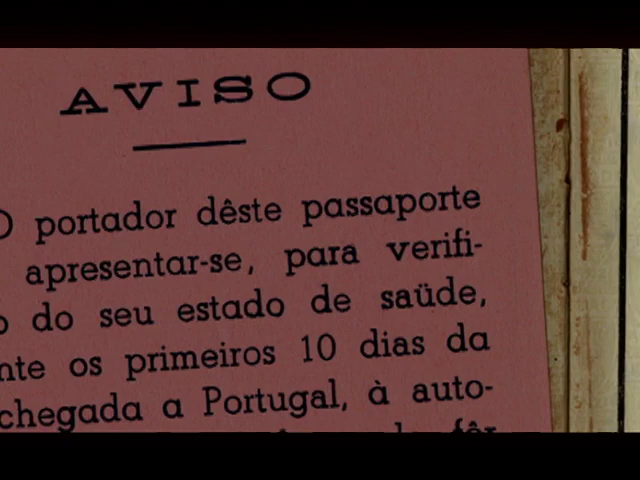 AVISO
O portador dêste passaporte
apresentar-se, para verifi-
do seu estado de saüde,
os primeiros 10 dias da
chegada a Portugal, à auto-